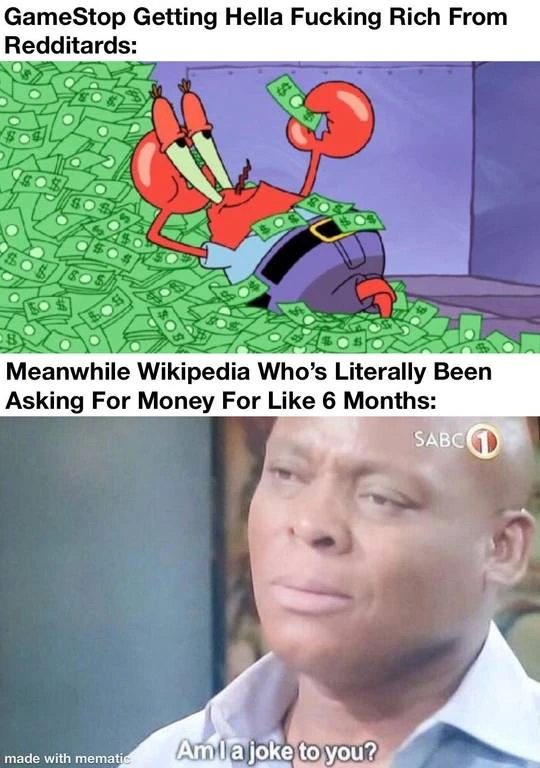 GameStop Getting Hella Fucking Rich From
Redditards:
Meanwhile Wikipedia Who's Literally Been
Asking For Money For Like 6 Months:
SABC 1
Am I a joke to you?
made with mematic